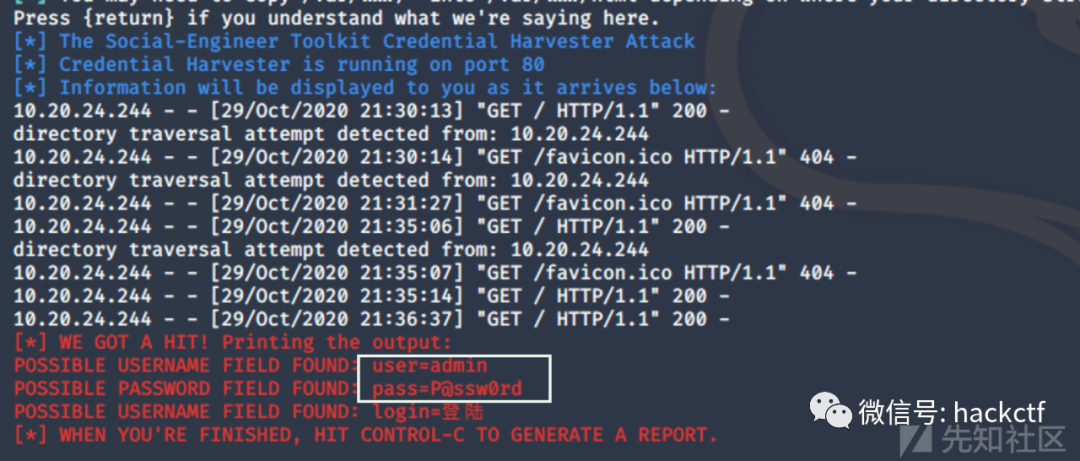 Press {return} if you understand what we're saying here.
[*] The Social-Engineer Toolkit Credential Harvester Attack
[*] Credential Harvester is running on port 80
[*] Information will be displayed to you as it arrives below:
10.20.24.244 - - [29/Oct/2020 21:30:13] "GET / HTTP/1.1" 200 -
directory traversal attempt detected from: 10.20.24.244
10.20.24.244 - - [29/Oct/2020 21:30:14] "GET /favicon.ico HTTP/1.1" 404 -
directory traversal attempt detected from: 10.20.24.244
10.20.24.244 - - [29/Oct/2020 21:31:27] "GET /favicon.ico HTTP/1.1" 404 -
10.20.24.244 - - [29/Oct/2020 21:35:06] "GET / HTTP/1.1" 200 -
directory traversal attempt detected from: 10.20.24.244
10.20.24.244 - - [29/Oct/2020 21:35:07] "GET /favicon.ico HTTP/1.1" 404 -
10.20.24.244 - - [29/Oct/2020 21:35:14] "GET / HTTP/1.1" 200 -
10.20.24.244 - - [29/Oct/2020 21:36:37] "GET / HTTP/1.1" 200 -
[*] WE GOT A HIT! Printing the output:
POSSIBLE USERNAME FIELD FOUND: user=admin
POSSIBLE PASSWORD FIELD FOUND: pass=P@ssw0rd
POSSIBLE USERNAME FIELD FOUND: login=登陆
[*] WHEN YOU'RE FINISHED, HIT CONTROL-C TO GENERATE A REPORT.
微信号: hackctf
先知社区